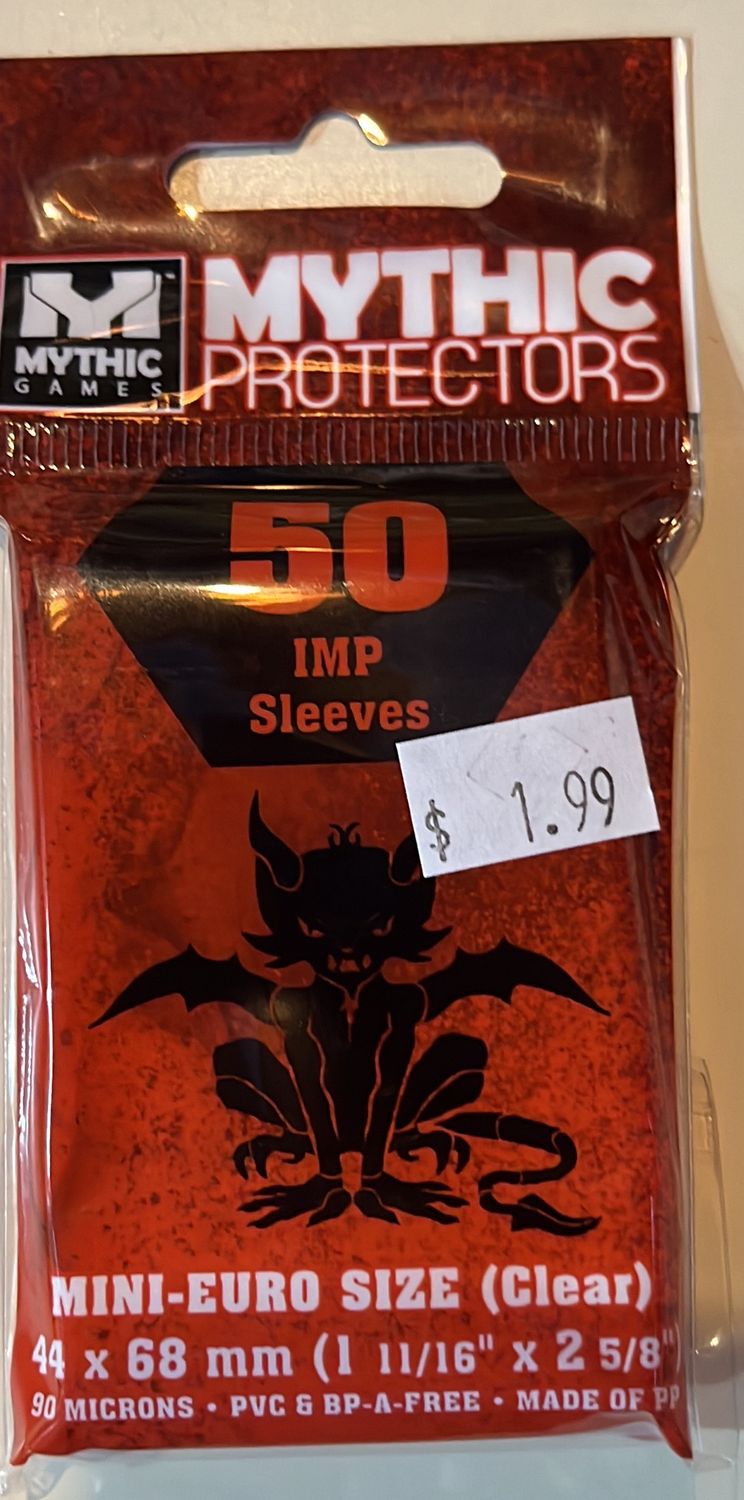 MYTHIC
GAMES
MYTHIC
PROTECTORS
50
IMP
Sleeves
$ 1.99
MINI-EURO SIZE (Clear)
44 x 68 mm (1 11/16" x 2 5/8")
90 MICRONS • PVC & BP-A-FREE • MADE OF PP